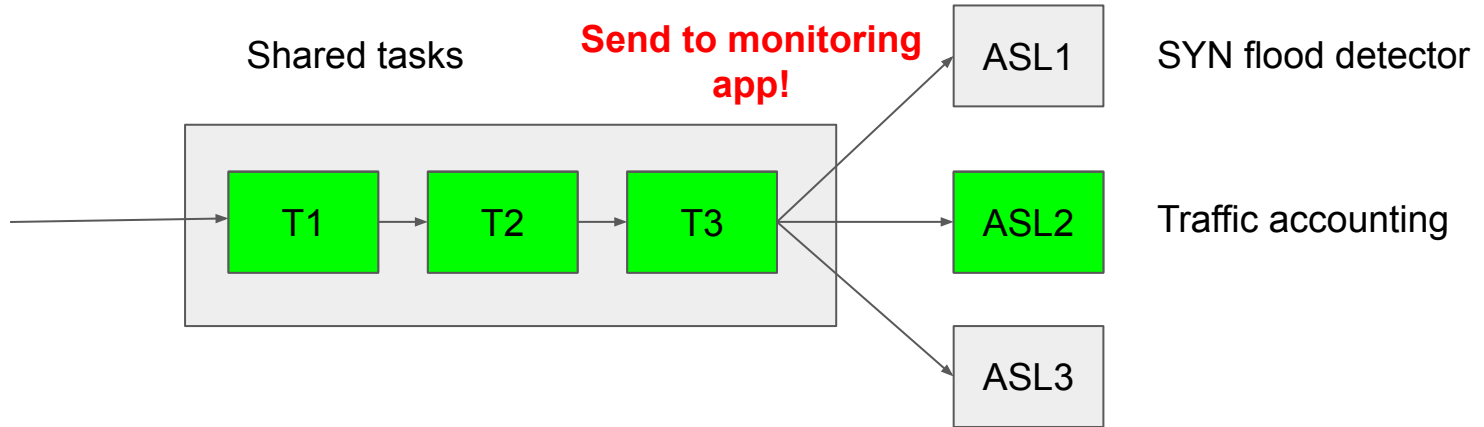 Shared tasks
Send to monitoring
app!
ASL1
SYN flood detector
T1
T2
T3
ASL2
Traffic accounting
ASL3